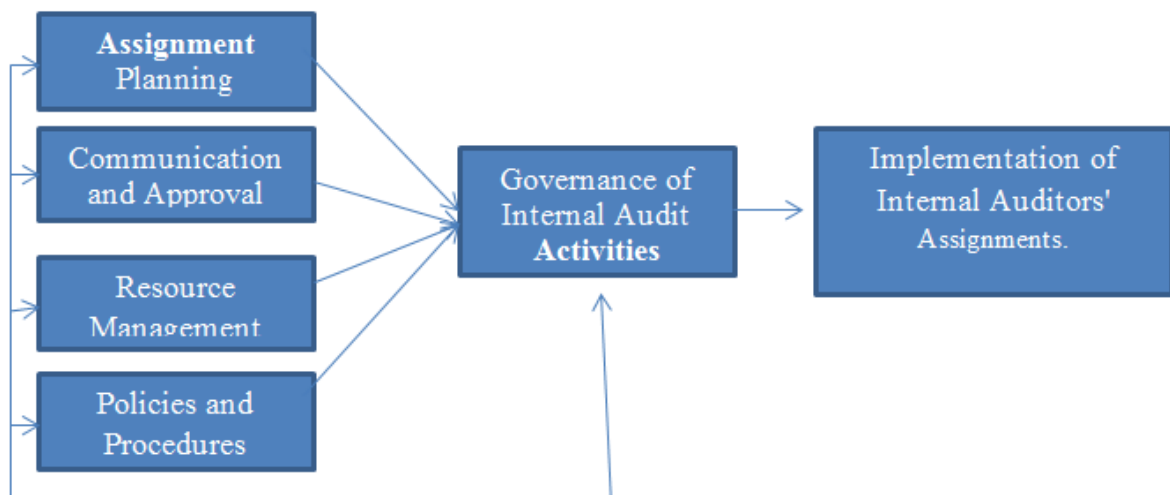 Assignment
Planning
Communication
and Approval
Resource
Management
Policies and
Procedures
Governance of
Internal Audit
Activities
Implementation of
Internal Auditors'
Assignments.